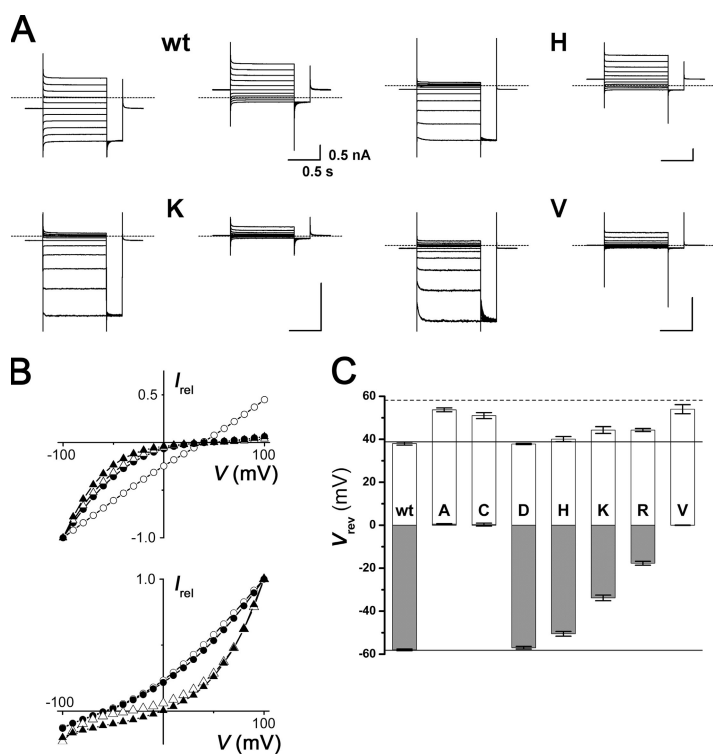 A
wt
H
0.5 nA
0.5 s
K
V
B
I rel
0.5
-100
100
V (mV)
-1.0
1.0
I rel
-100
100
V (mV)
C
V rev (mV)
60
40
20
0
-20
-40
-60
wt
A
C
D
H
K
R
V